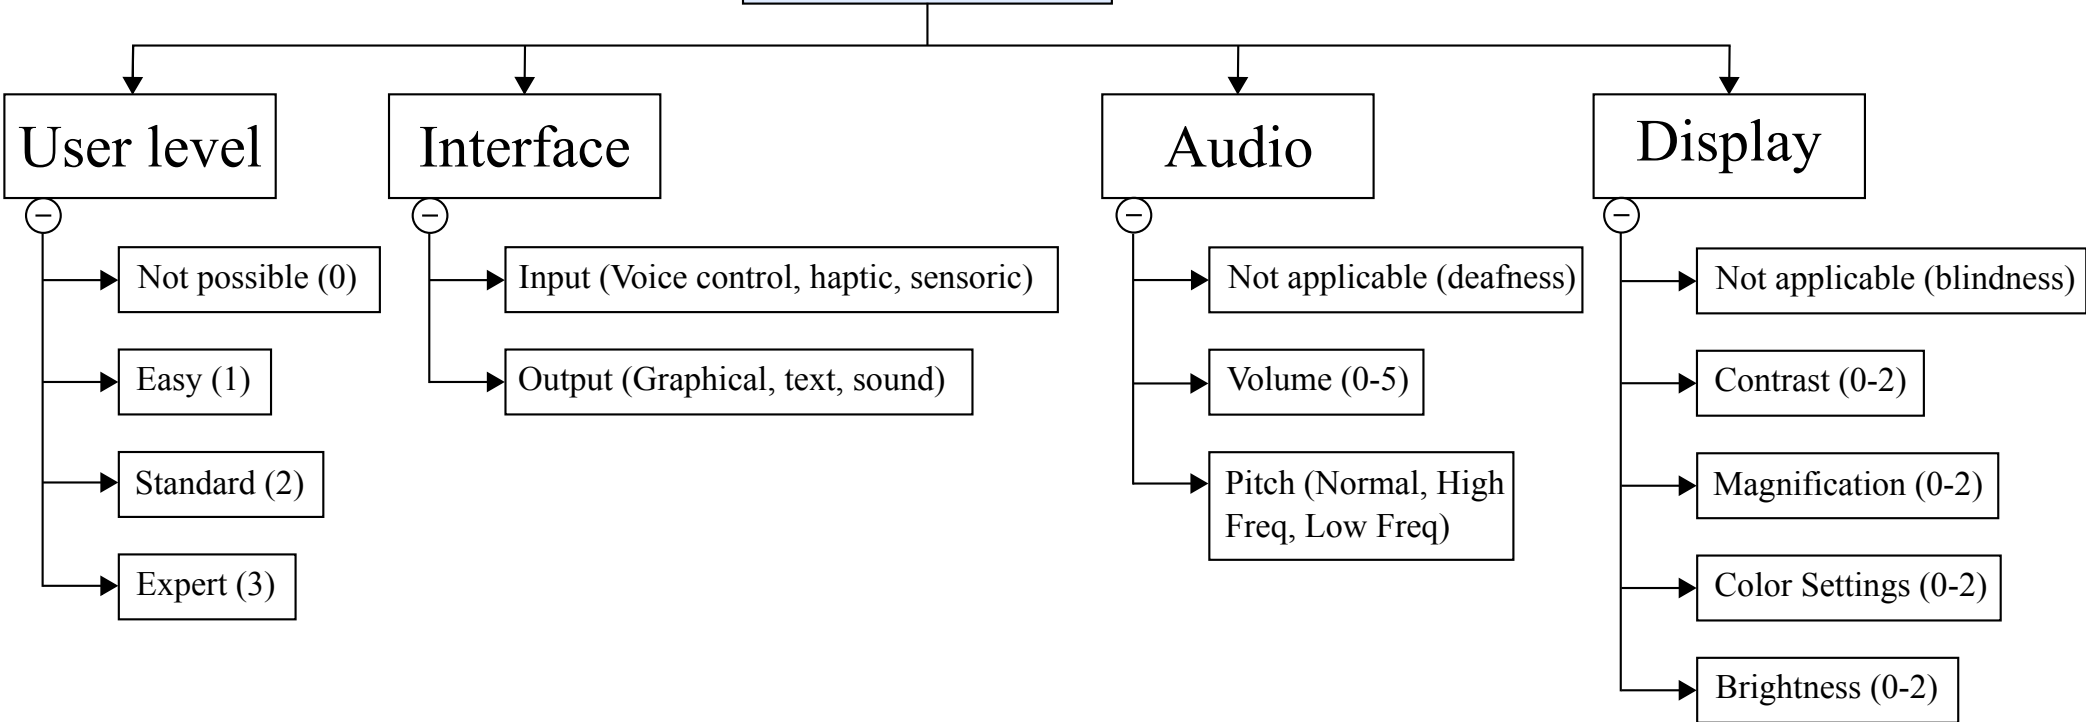 User level
Interface
Audio
Display
Not possible (0)
Easy (1)
Standard (2)
Expert (3)
Input (Voice control, haptic, sensoric)
Output (Graphical, text, sound)
Not applicable (deafness)
Volume (0-5)
Pitch (Normal, High
Freq, Low Freq)
Not applicable (blindness)
Contrast (0-2)
Magnification (0-2)
Color Settings (0-2)
Brightness (0-2)